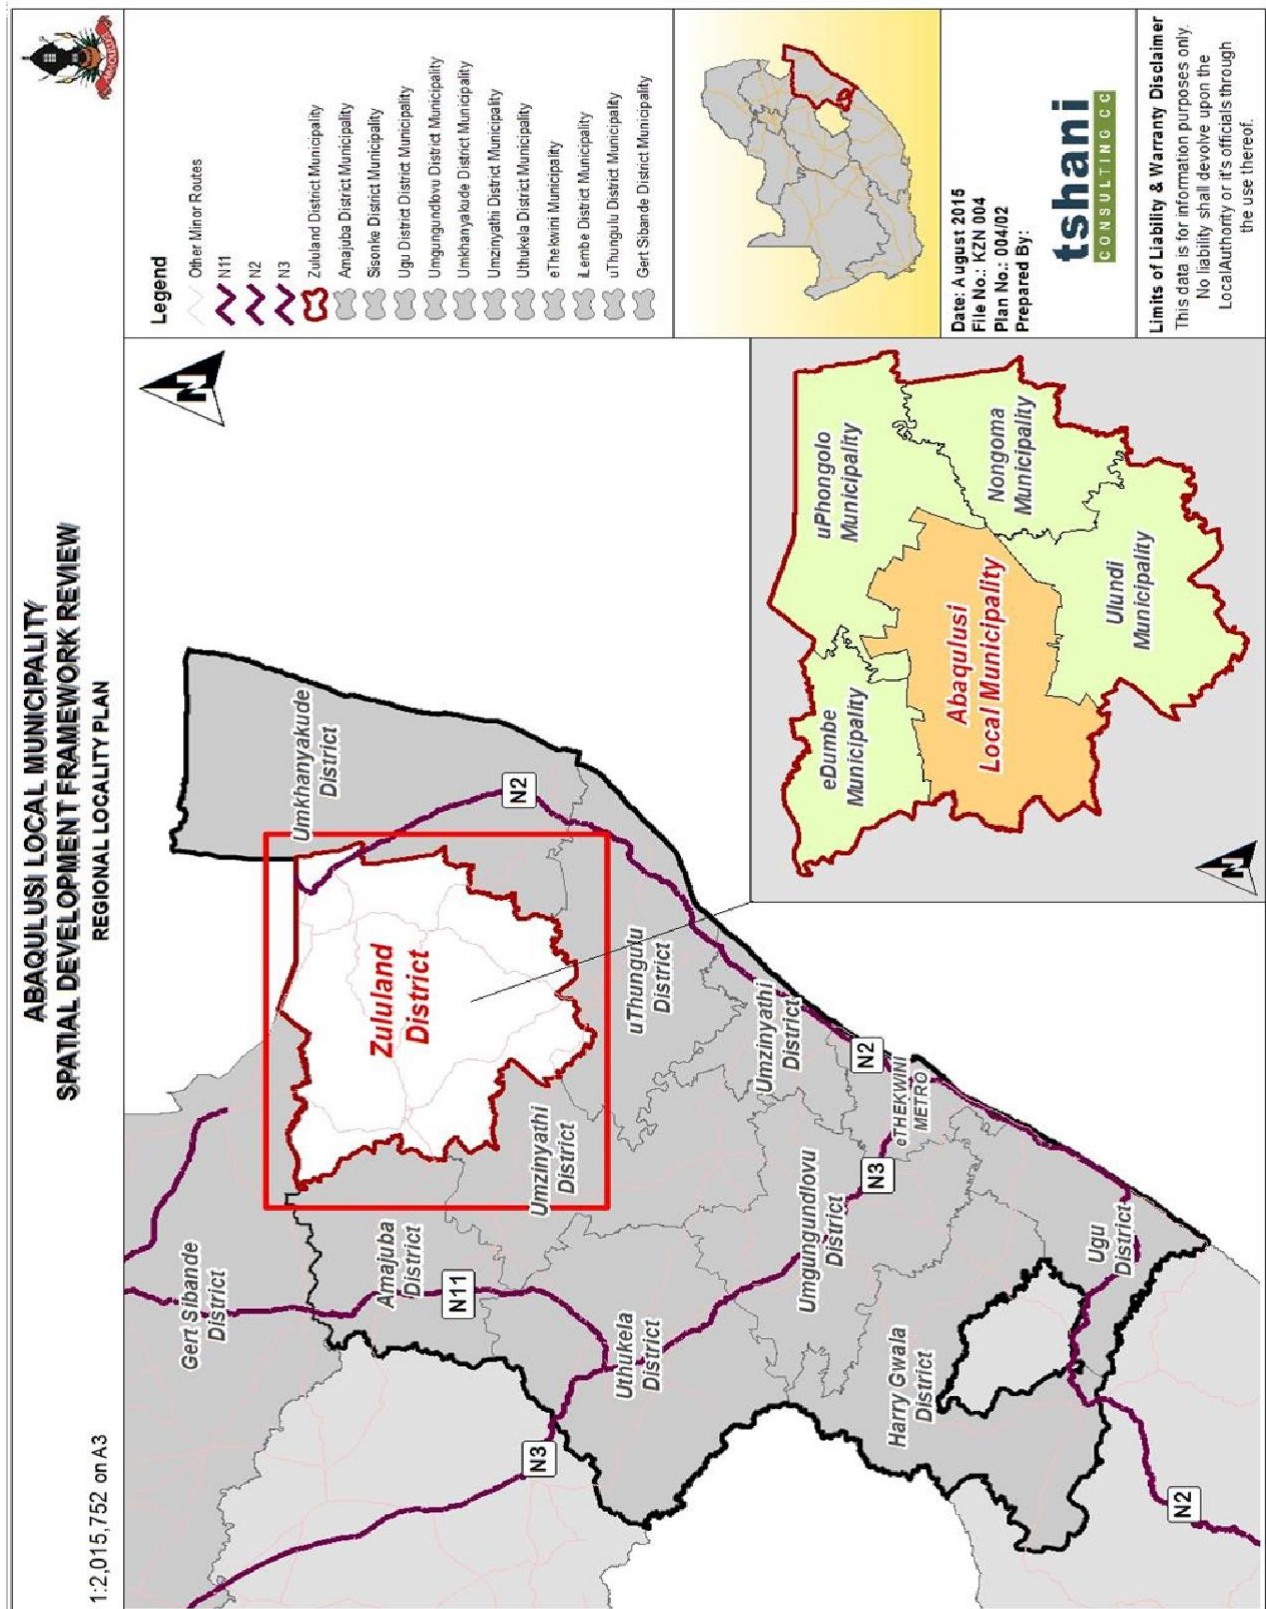 ABAQULUSI LOCAL MUNICIPALITY
SPATIAL DEVELOPMENT FRAMEWORK REVIEW
REGIONAL LOCALITY PLAN
1:2,015,752 on A3
Gert Sibande
District
Amajuba
District
N11
N3
Uthukela
District
Zululand
District
Umkhanyakude
District
N2
Umzinyathi
District
uThungulu
District
Umzinyathi
District
N2
eTHEKWINI
METRO
N3
Umgungundlovu
District
Harry Gwala
District
Ugu
District
N2
N
Legend
Other Minor Routes
N11
N2
N3
Zululand District Municipality
Amajuba District Municipality
Sisonke District Municipality
Ugu District Municipality
Umgungundlovu District Municipality
Umkhanyakude District Municipality
Umzinyathi District Municipality
Uthukela District Municipality
eThekwini Municipality
iLembe District Municipality
uThungulu District Municipality
Gert Sibande District Municipality
eDumbe
Municipality
uPhongolo
Municipality
Abaqulusi
Local Municipality
Nongoma
Municipality
Ulundi
Municipality
N
Date: August 2015
File No.: KZN 004
Plan No.: 004/02
Prepared By:
tshani
CONSULTING CC
Limits of Liability & Warranty Disclaimer
This data is for information purposes only.
No liability shall devolve upon the
LocalAuthority or it's officials through
the use thereof.